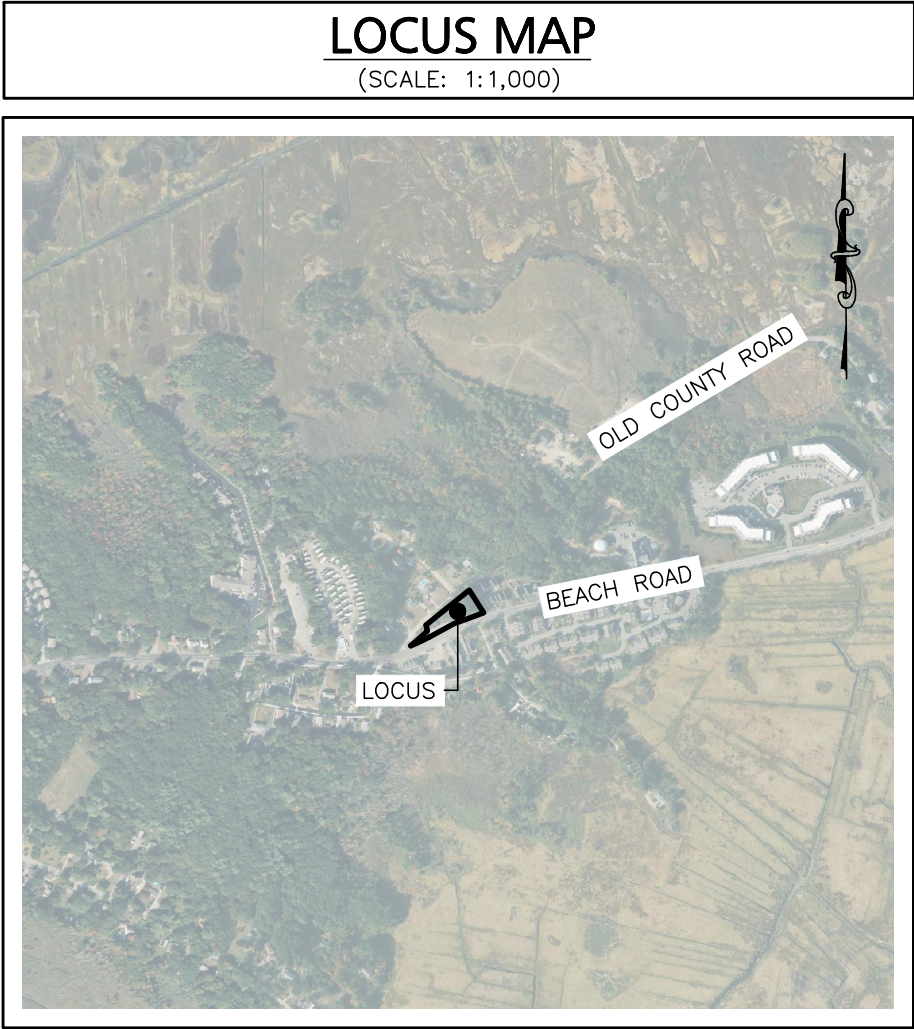 LOCUS MAP
(SCALE: 1:1,000)
OLD COUNTY ROAD
BEACH ROAD
LOCUS